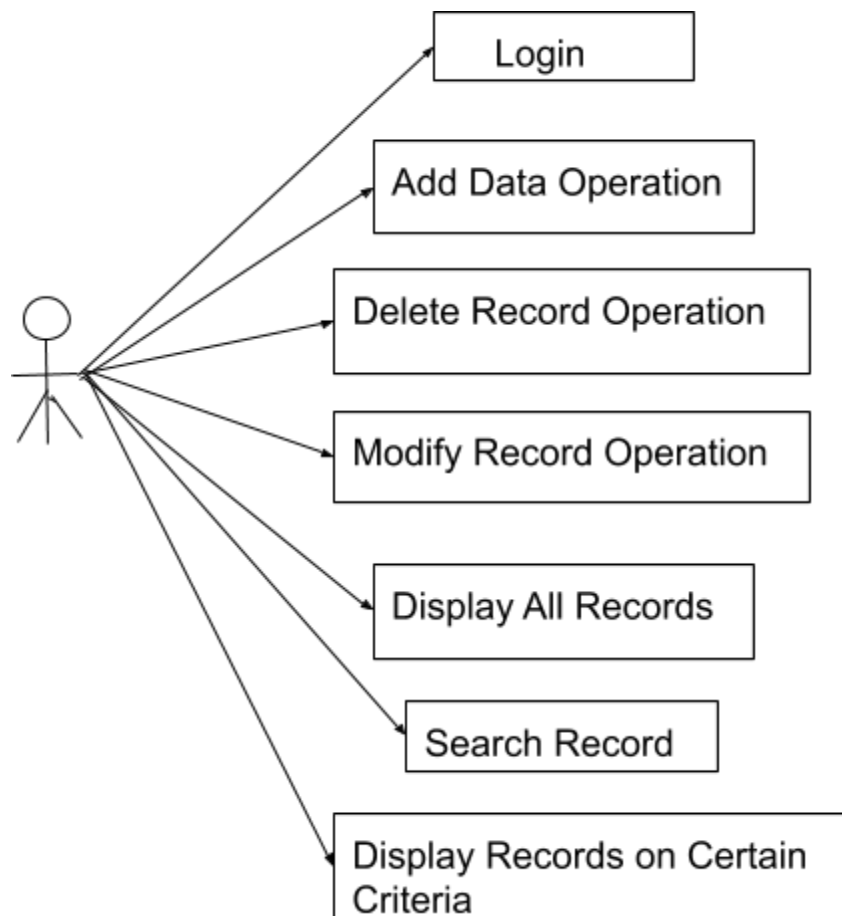 Login
Add Data Operation
Delete Record Operation
Modify Record Operation
Display All Records
Search Record
Display Records on Certain
Criteria